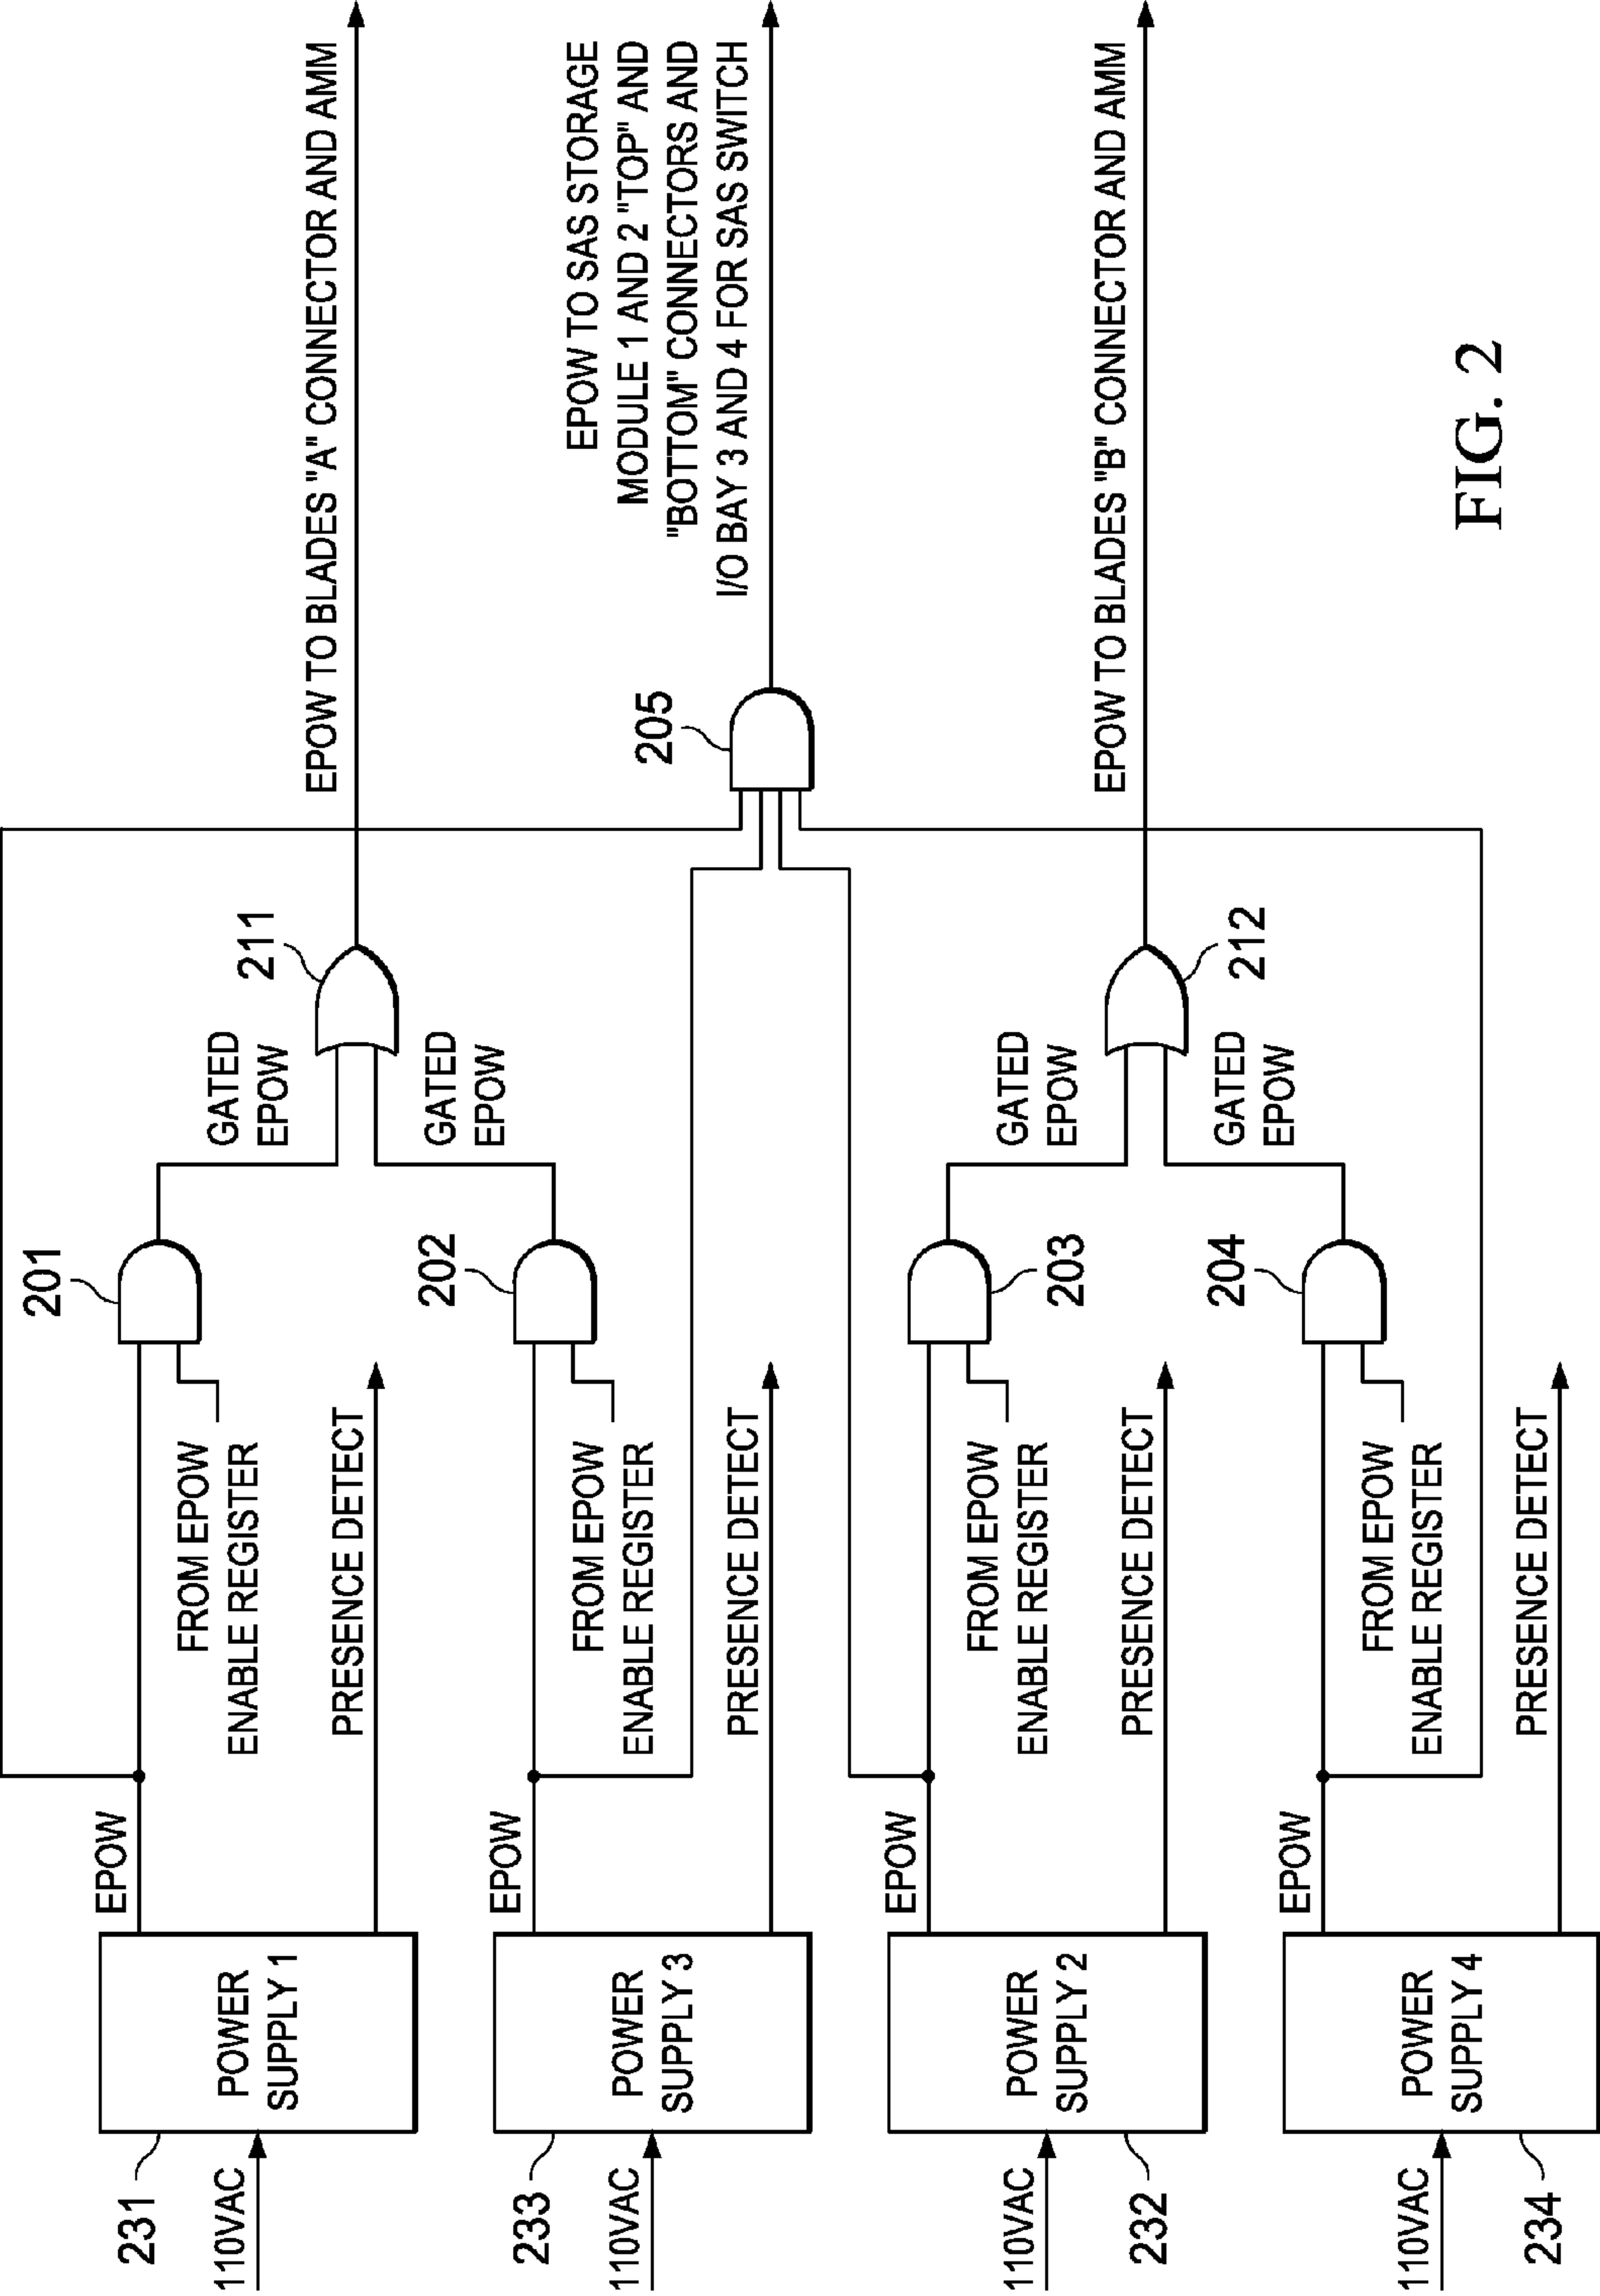 231
110VAC
POWER
SUPPLY 1
EPOW
FROM EPOW
ENABLE REGISTER
PRESENCE DETECT
201
GATED
EPOW
211
EPOW TO BLADES "A" CONNECTOR AND AMM
233
110VAC
POWER
SUPPLY 3
EPOW
FROM EPOW
ENABLE REGISTER
PRESENCE DETECT
202
GATED
EPOW
205
EPOW TO SAS STORAGE
MODULE 1 AND 2 "TOP" AND
"BOTTOM" CONNECTORS AND
I/O BAY 3 AND 4 FOR SAS SWITCH
110VAC
232
POWER
SUPPLY 2
EPOW
FROM EPOW
ENABLE REGISTER
PRESENCE DETECT
203
GATED
EPOW
212
EPOW TO BLADES "B" CONNECTOR AND AMM
110VAC
234
POWER
SUPPLY 4
EPOW
FROM EPOW
ENABLE REGISTER
PRESENCE DETECT
204
GATED
EPOW
FIG. 2